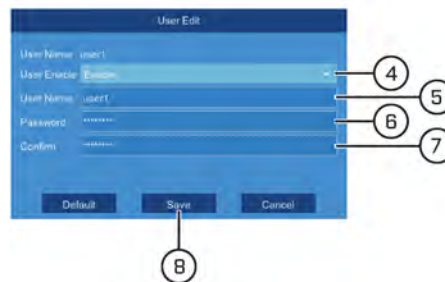 User Edit
User Name user1
User Enable Enable
4
User Name user1
5
Password ********
6
Confirm ********
7
Default Save Cancel
8